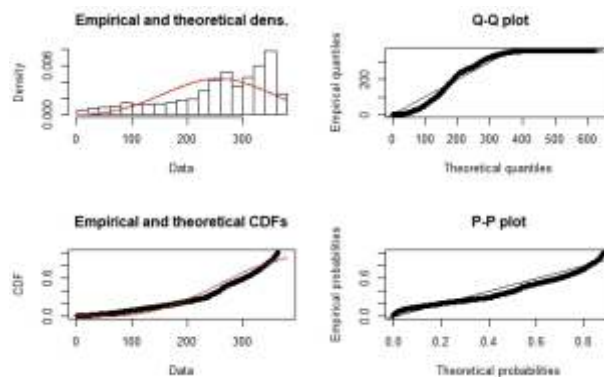 Empirical and theoretical dens.
Q-Q plot
Density
0.000 0.006
0 100 200 300
Data
Empirical quantiles
0 200
0 100 200 300 400 500 600
Theoretical quantiles
Empirical and theoretical CDFs
P-P plot
CDF
0.0 0.6
0 100 200 300
Data
Empirical probabilities
0.0 0.6
0.0 0.2 0.4 0.6 0.8
Theoretical probabilities